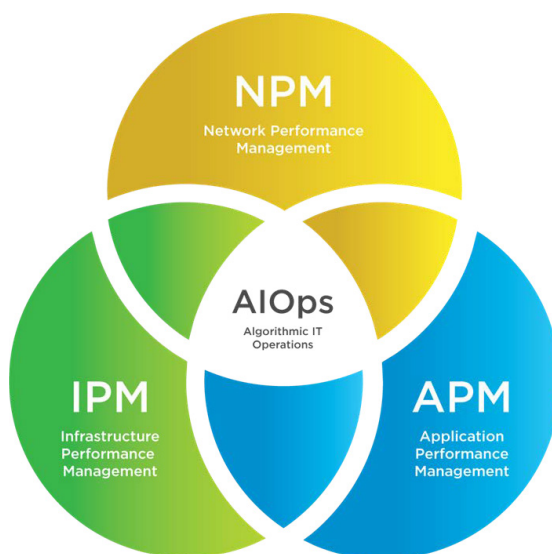 NPM
Network Performance
Management
AIOps
Algorithmic IT
Operations
IPM
Infrastructure
Performance
Management
APM
Application
Performance
Management